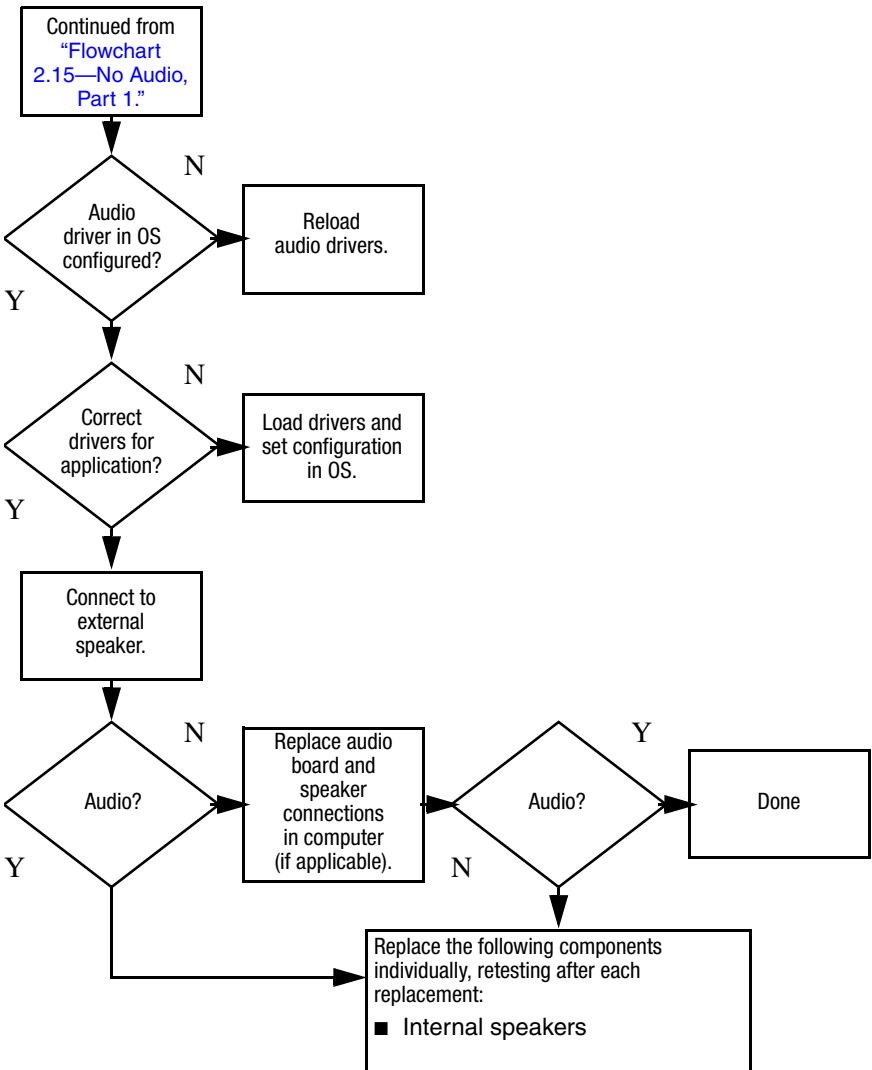 Continued from
“Flowchart
2.15—No Audio,
Part 1.”
N
Audio
driver in OS
configured?
Reload
audio drivers.
Y
N
Correct
drivers for
application?
Load drivers and
set configuration
in OS.
Y
Connect to
external
speaker.
N
Audio?
Replace audio
board and
speaker
connections
in computer
(if applicable).
Y
Audio?
Y
Done
N
Replace the following components
individually, retesting after each
replacement:
■ Internal speakers